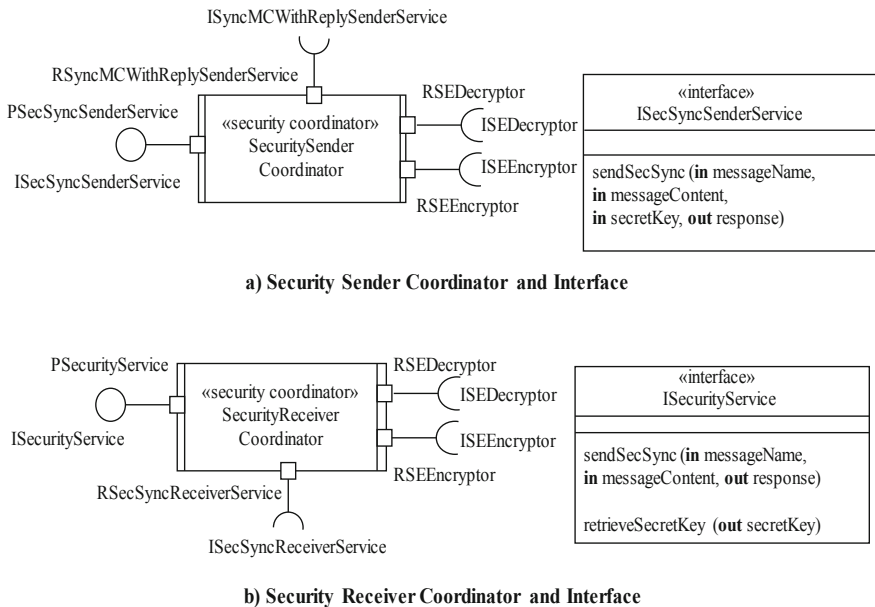 ISyncMCWithReplySenderService
RSyncMCWithReplySenderService
RSEDecryptor
PSecSyncSenderService
«security coordinator»
SecuritySender
Coordinator
ISEDecryptor
ISEEncryptor
ISecSyncSenderService
RSEEncryptor
«interface»
ISecSyncSenderService
sendSecSync (in messageName,
in messageContent,
in secretKey, out response)
a) Security Sender Coordinator and Interface
PSecurityService
RSEDecryptor
«security coordinator»
SecurityReceiver
Coordinator
ISEDecryptor
ISEEncryptor
ISecurityService
RSEEncryptor
RSecSyncReceiverService
ISecSyncReceiverService
«interface»
ISecurityService
sendSecSync (in messageName,
in messageContent, out response)
retrieveSecretKey (out secretKey)
b) Security Receiver Coordinator and Interface